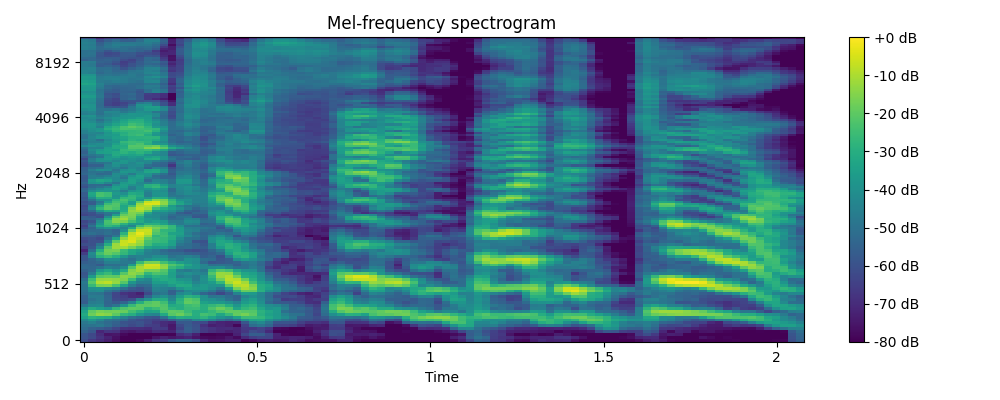 Mel-frequency spectrogram
Hz
8192
4096
2048
1024
512
0
0
0.5
1
1.5
2
Time
+0 dB
-10 dB
-20 dB
-30 dB
-40 dB
-50 dB
-60 dB
-70 dB
-80 dB